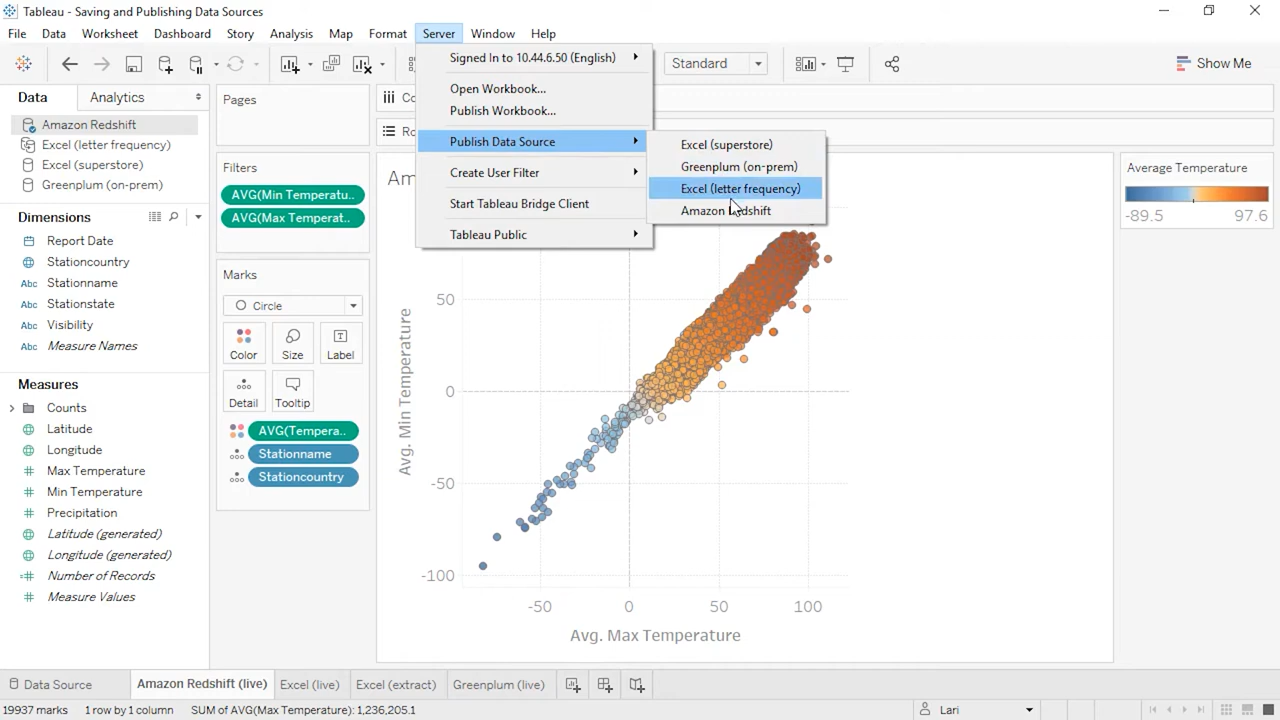 Tableau - Saving and Publishing Data Sources
File Data Worksheet Dashboard Story Analysis Map Format Server Window Help
Standard
Show Me
Data Analytics
Amazon Redshift
Excel (letter frequency)
Excel (superstore)
Greenplum (on-prem)
Dimensions
Report Date
Stationcountry
Abc Stationname
Abc Stationstate
Abc Visibility
Abc Measure Names
Measures
Counts
Latitude
Longitude
Max Temperature
Min Temperature
Precipitation
Latitude (generated)
Longitude (generated)
Number of Records
Measure Values
Pages
Filters
AVG(Min Temperatu..
AVG(Max Temperat..
Marks
Circle
Color Size Label
Detail Tooltip
AVG(Tempera..
Stationname
Stationcountry
Signed In to 10.44.6.50 (English)
Open Workbook...
Publish Workbook...
Publish Data Source
Create User Filter
Start Tableau Bridge Client
Tableau Public
Excel (superstore)
Greenplum (on-prem)
Excel (letter frequency)
Amazon Redshift
Co
Ro
Am
Avg. Min Temperature
50
0
-50
-100
-50 0 50 100
Avg. Max Temperature
Average Temperature
-89.5 97.6
Data Source Amazon Redshift (live) Excel (live) Excel (extract) Greenplum (live)
19937 marks 1 row by 1 column SUM of AVG(Max Temperature): 1,236,205.1
Lari